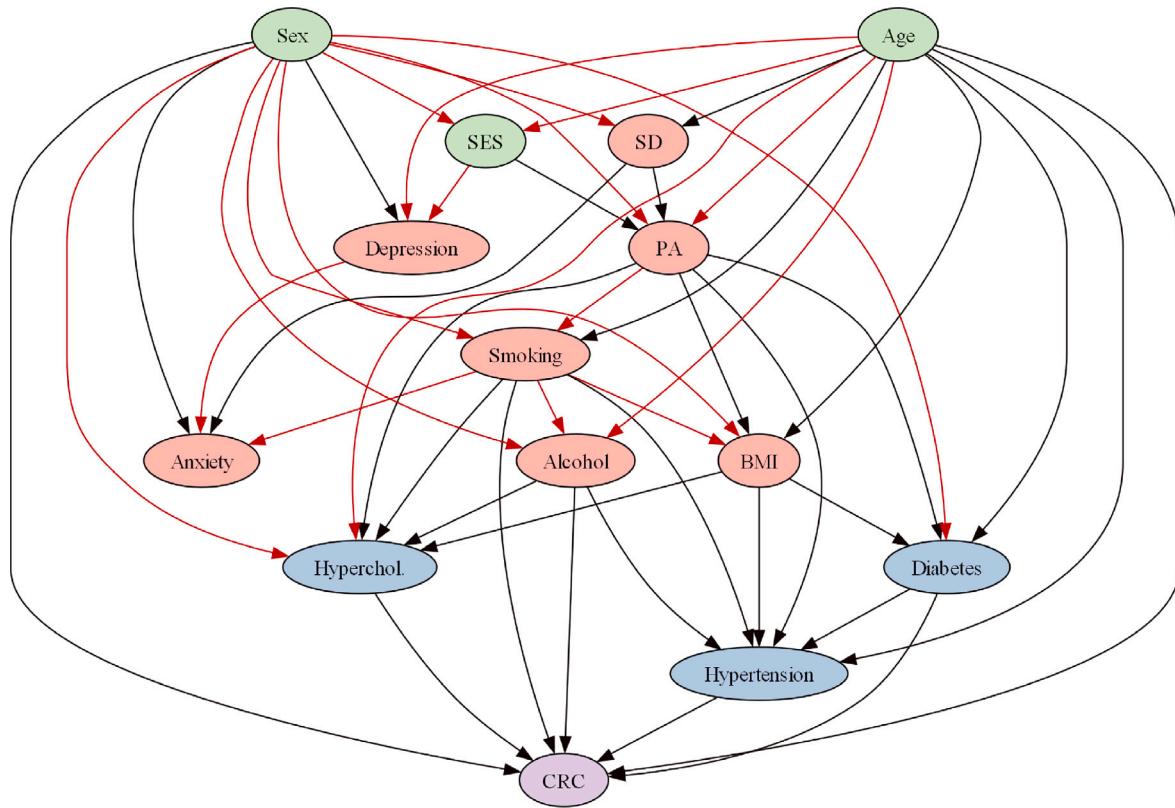 Sex
Age
SES
SD
Depression
PA
Smoking
Anxiety
Alcohol
BMI
Hyperchol.
Diabetes
Hypertension
CRC